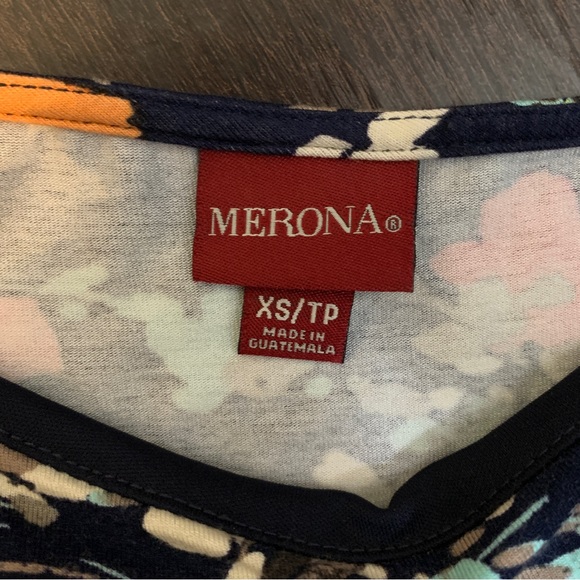 MERONA®
XS/TP
MADE IN
GUATEMALA